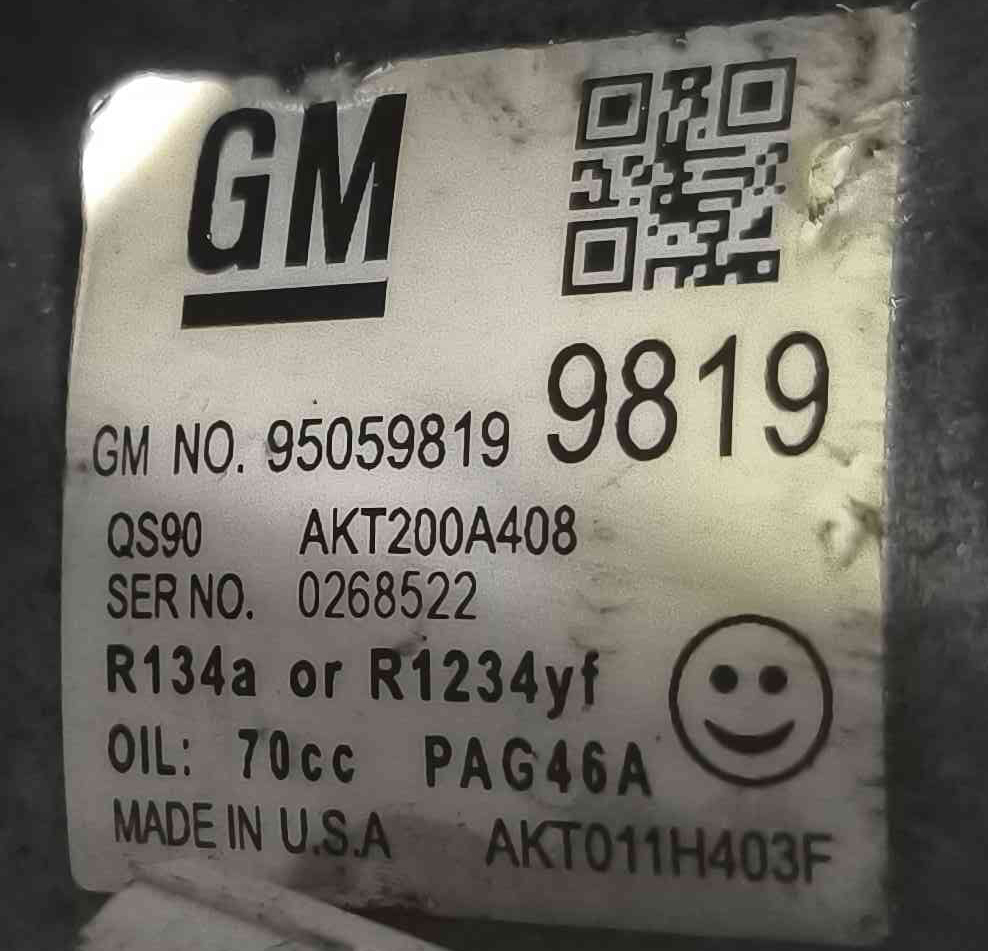 GM
9819
GM NO. 95059819
QS90 AKT200A408
SER NO. 0268522
R134a or R1234yf
OIL: 70cc PAG46A
MADE IN U.S.A AKT011H403F